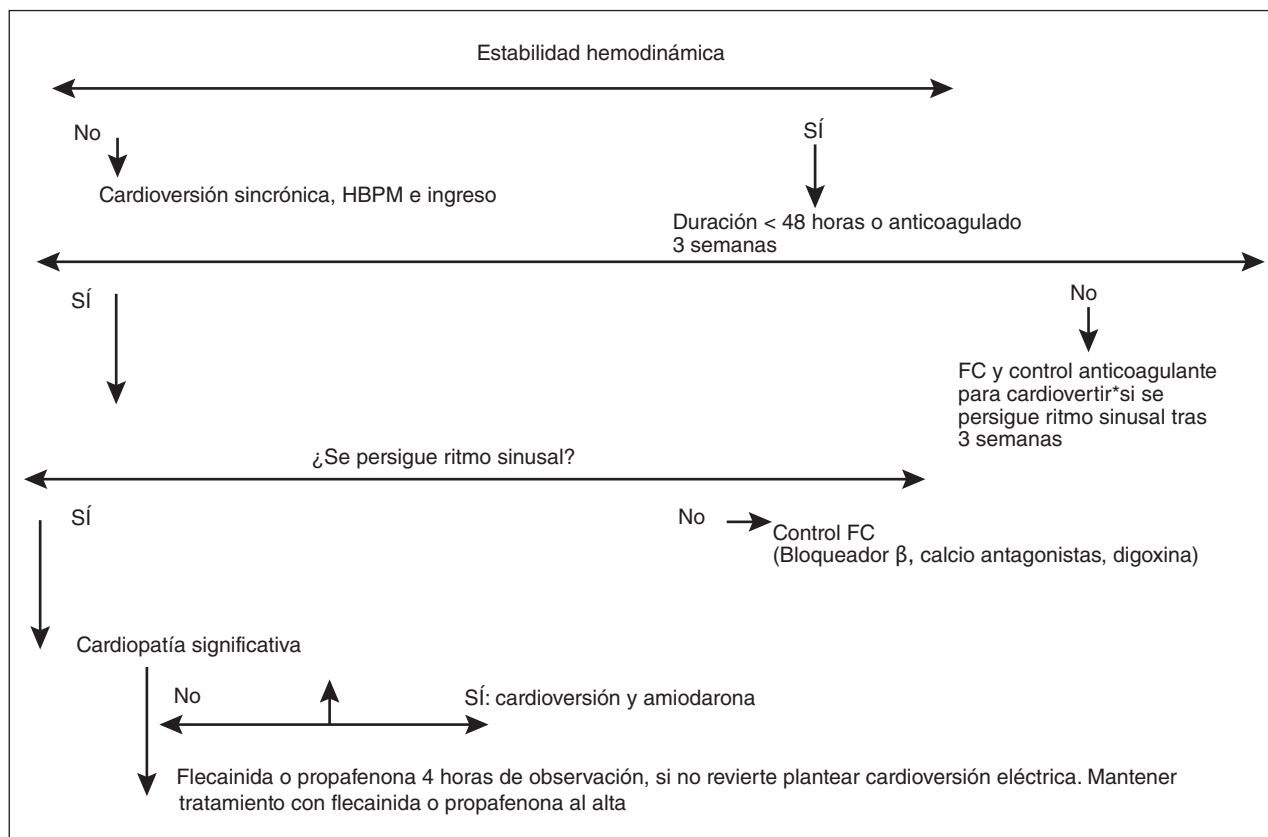 Estabilidad hemodinámica
No
SÍ
Cardioversión sincrónica, HBPM e ingreso
Duración < 48 horas o anticoagulado
3 semanas
SÍ
No
FC y control anticoagulante
para cardiovertir*si se
persigue ritmo sinusal tras
3 semanas
¿Se persigue ritmo sinusal?
SÍ
No
Control FC
(Bloqueador β, calcio antagonistas, digoxina)
Cardiopatía significativa
No
SÍ: cardioversión y amiodarona
Flecainida o propafenona 4 horas de observación, si no revierte plantear cardioversión eléctrica. Mantener
tratamiento con flecainida o propafenona al alta